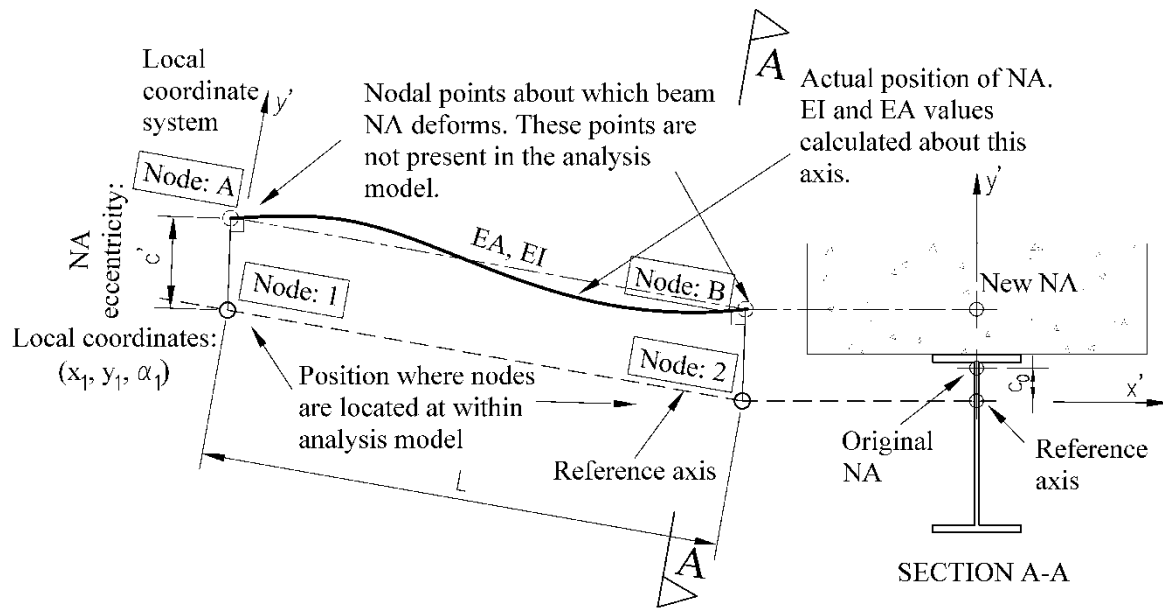 Local
coordinate
system
y'
Nodal points about which beam
NA deforms. These points are
not present in the analysis
model.
A
Actual position of NA.
EI and EA values
calculated about this
axis.
y'
Node: A
NA
eccentricity:
c'
EA, EI
Node: B
New NA
Node: 1
Local coordinates:
(x₁, y₁, α₁)
Node: 2
Position where nodes
are located at within
analysis model
c₀
x'
Original
NA
Reference
axis
Reference axis
L
A
SECTION A-A